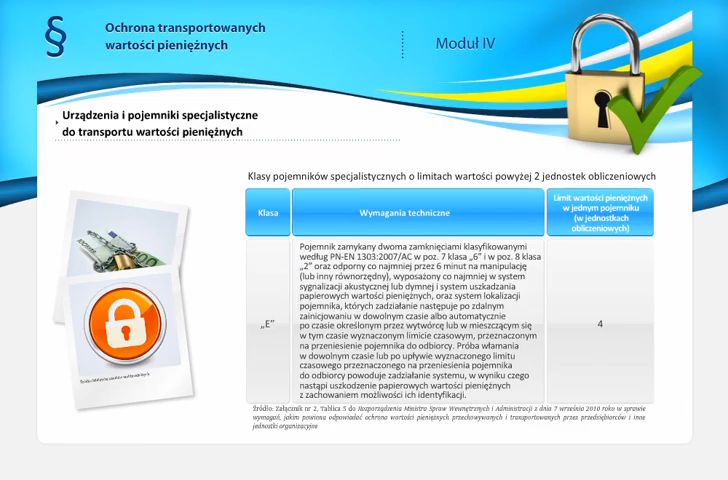 §
Ochrona transportowanych
wartości pieniężnych
Moduł IV
Urządzenia i pojemniki specjalistyczne
do transportu wartości pieniężnych
Klasy pojemników specjalistycznych o limitach wartości powyżej 2 jednostek obliczeniowych
Klasa
Wymagania techniczne
Limit wartości pieniężnych
w jednym pojemniku
(w jednostkach
obliczeniowych)
„E”
Pojemnik zamykany dwoma zamknięciami klasyfikowanymi
według PN-EN 1303:2007/AC w poz. 7 klasa „6” i w poz. 8 klasa
„2” oraz odporny co najmniej przez 6 minut na manipulację
(lub inny równorzędny), wyposażony co najmniej w system
sygnalizacji akustycznej lub dymnej i system uszkadzania
papierowych wartości pieniężnych, oraz system lokalizacji
pojemnika, których zadziałanie następuje po zdalnym
zainicjowaniu w dowolnym czasie albo automatycznie
po czasie określonym przez wytwórcę lub w mieszczącym się
w tym czasie wyznaczonym limicie czasowym, przeznaczonym
na przeniesienie pojemnika do odbiorcy. Próba włamania
w dowolnym czasie lub po upływie wyznaczonego limitu
czasowego przeznaczonego na przeniesienia pojemnika
do odbiorcy powoduje zadziałanie systemu, w wyniku czego
nastąpi uszkodzenie papierowych wartości pieniężnych
z zachowaniem możliwości ich identyfikacji.
4
Źródło: Załącznik nr 2, Tablica 5 do Rozporządzenia Ministra Spraw Wewnętrznych i Administracji z dnia 7 września 2010 roku w sprawie
wymagań, jakim powinna odpowiadać ochrona wartości pieniężnych przechowywanych i transportowanych przez przedsiębiorców i inne
jednostki organizacyjne